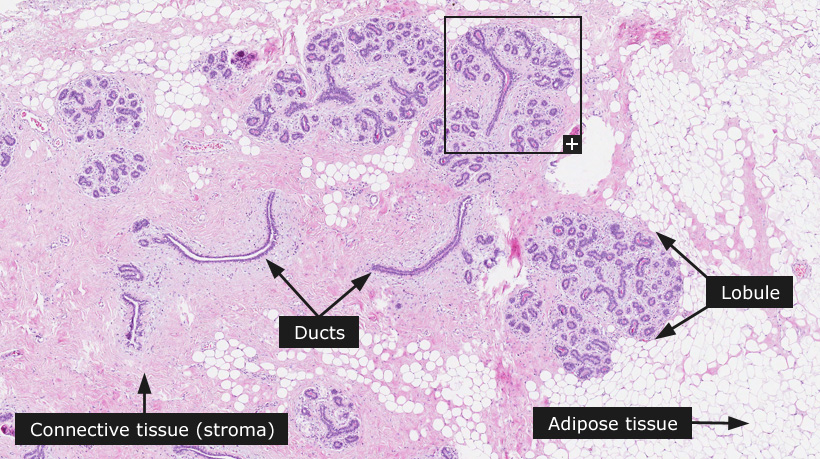 Lobule
Ducts
Connective tissue (stroma)
Adipose tissue